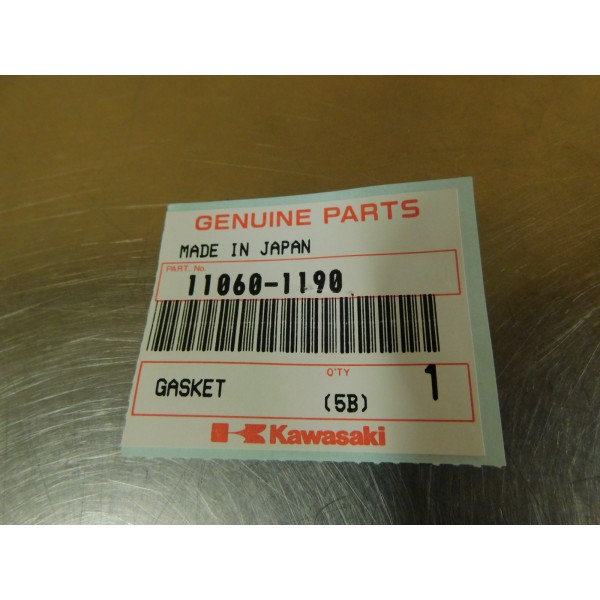 GENUINE PARTS
MADE IN JAPAN
PART. No.
11060-1190
Q'TY
GASKET (5B) 1
Kawasaki